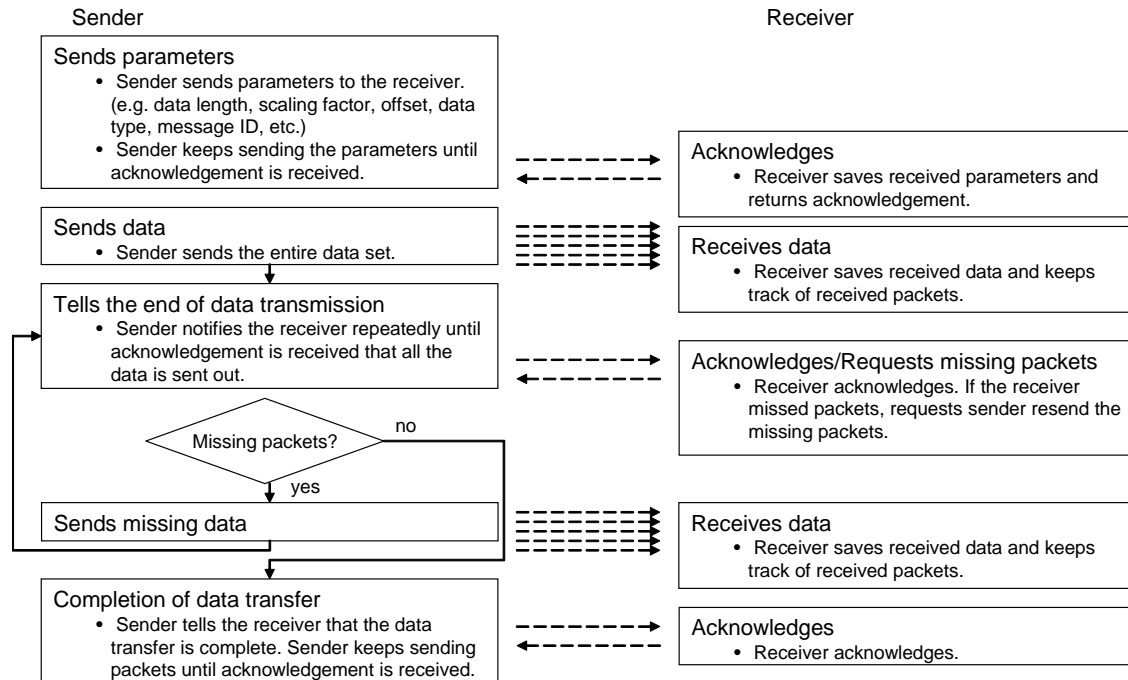 Sender
Receiver
Sends parameters
• Sender sends parameters to the receiver.
(e.g. data length, scaling factor, offset, data
type, message ID, etc.)
• Sender keeps sending the parameters until
acknowledgement is received.
Acknowledges
• Receiver saves received parameters and
returns acknowledgement.
Sends data
• Sender sends the entire data set.
Receives data
• Receiver saves received data and keeps
track of received packets.
Tells the end of data transmission
• Sender notifies the receiver repeatedly until
acknowledgement is received that all the
data is sent out.
Acknowledges/Requests missing packets
• Receiver acknowledges. If the receiver
missed packets, requests sender resend the
missing packets.
Missing packets?
no
yes
Sends missing data
Receives data
• Receiver saves received data and keeps
track of received packets.
Completion of data transfer
• Sender tells the receiver that the data
transfer is complete. Sender keeps sending
packets until acknowledgement is received.
Acknowledges
• Receiver acknowledges.